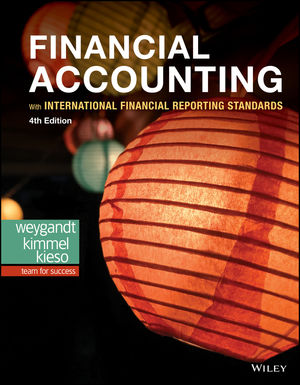 FINANCIAL
ACCOUNTING
With INTERNATIONAL FINANCIAL REPORTING STANDARDS
4th Edition
weygandt
kimmel
kieso
team for success
WILEY